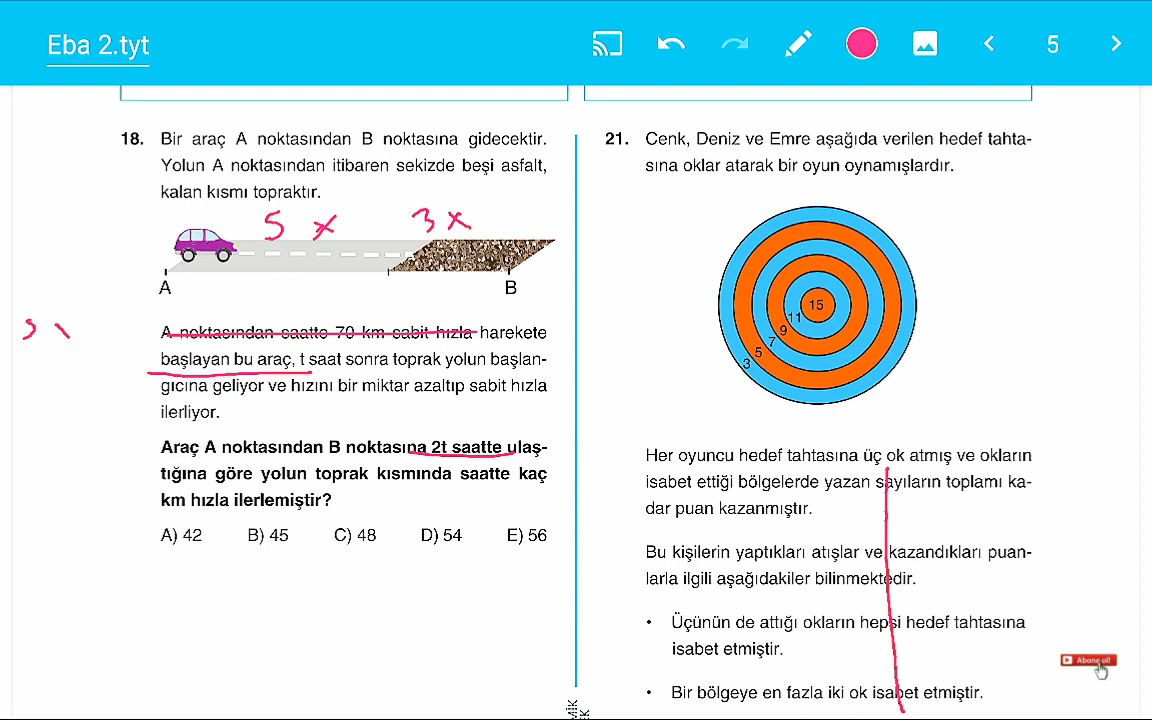 Eba 2.tyt
5
18. Bir araç A noktasından B noktasına gidecektir.
Yolun A noktasından itibaren sekizde beşi asfalt,
kalan kısmı topraktır.
5 x 3 x
A B
3 x
A noktasından saatte 70 km sabit hızla harekete
başlayan bu araç, t saat sonra toprak yolun başlan-
gıcına geliyor ve hızını bir miktar azaltıp sabit hızla
ilerliyor.
Araç A noktasından B noktasına 2t saatte ulaş-
tığına göre yolun toprak kısmında saatte kaç
km hızla ilerlemiştir?
A) 42 B) 45 C) 48 D) 54 E) 56
21. Cenk, Deniz ve Emre aşağıda verilen hedef tahta-
sına oklar atarak bir oyun oynamışlardır.
15
11
9
7
5
3
Her oyuncu hedef tahtasına üç ok atmış ve okların
isabet ettiği bölgelerde yazan sayıların toplamı ka-
dar puan kazanmıştır.
Bu kişilerin yaptıkları atışlar ve kazandıkları puan-
larla ilgili aşağıdakiler bilinmektedir.
• Üçünün de attığı okların hepsi hedef tahtasına
isabet etmiştir.
• Bir bölgeye en fazla iki ok isabet etmiştir.
Abone ol!